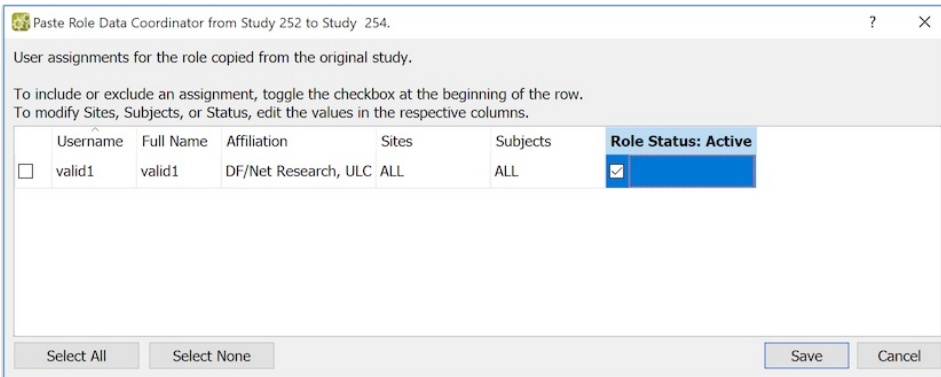 Paste Role Data Coordinator from Study 252 to Study 254. ?
User assignments for the role copied from the original study.
To include or exclude an assignment, toggle the checkbox at the beginning of the row.
To modify Sites, Subjects, or Status, edit the values in the respective columns.
Username Full Name Affiliation Sites Subjects Role Status: Active
valid1 valid1 DF/Net Research, ULC ALL ALL
Select All Select None Save Cancel